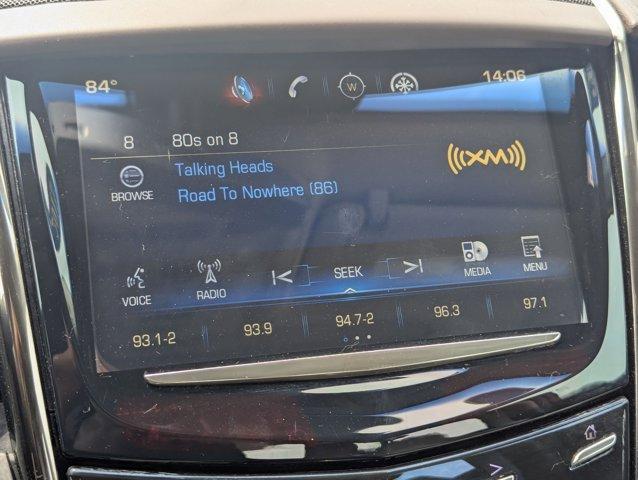 84° W 14:06
8 80s on 8
Talking Heads
((XM))
Road To Nowhere (86)
BROWSE
VOICE RADIO SEEK MEDIA MENU
93.1-2 93.9 94.7-2 96.3 97.1